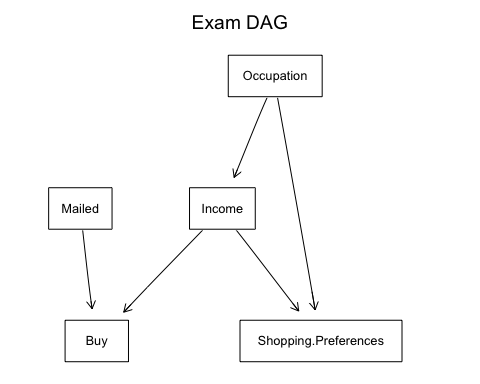 Exam DAG
Occupation
Mailed
Income
Buy
Shopping.Preferences